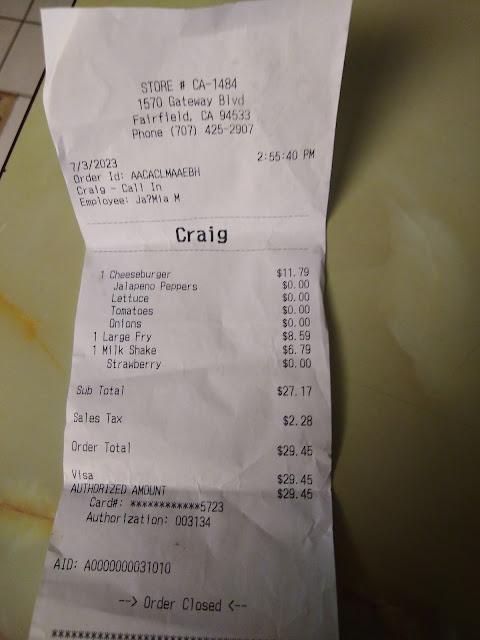 STORE # CA-1484
1570 Gateway Blvd
Fairfield, CA 94533
Phone (707) 425-2907
7/3/2023 2:55:40 PM
Order Id: AACACLMAAEBH
Craig - Call In
Employee: Ja?Mia M
Craig
1 Cheeseburger $11.79
Jalapeno Peppers $0.00
Lettuce $0.00
Tomatoes $0.00
Onions $0.00
1 Large Fry $8.59
1 Milk Shake $6.79
Strawberry $0.00
Sub Total $27.17
Sales Tax $2.28
Order Total $29.45
Visa $29.45
AUTHORIZED AMOUNT $29.45
Card#: ************5723
Authorization: 003134
AID: A0000000031010
--> Order Closed <--